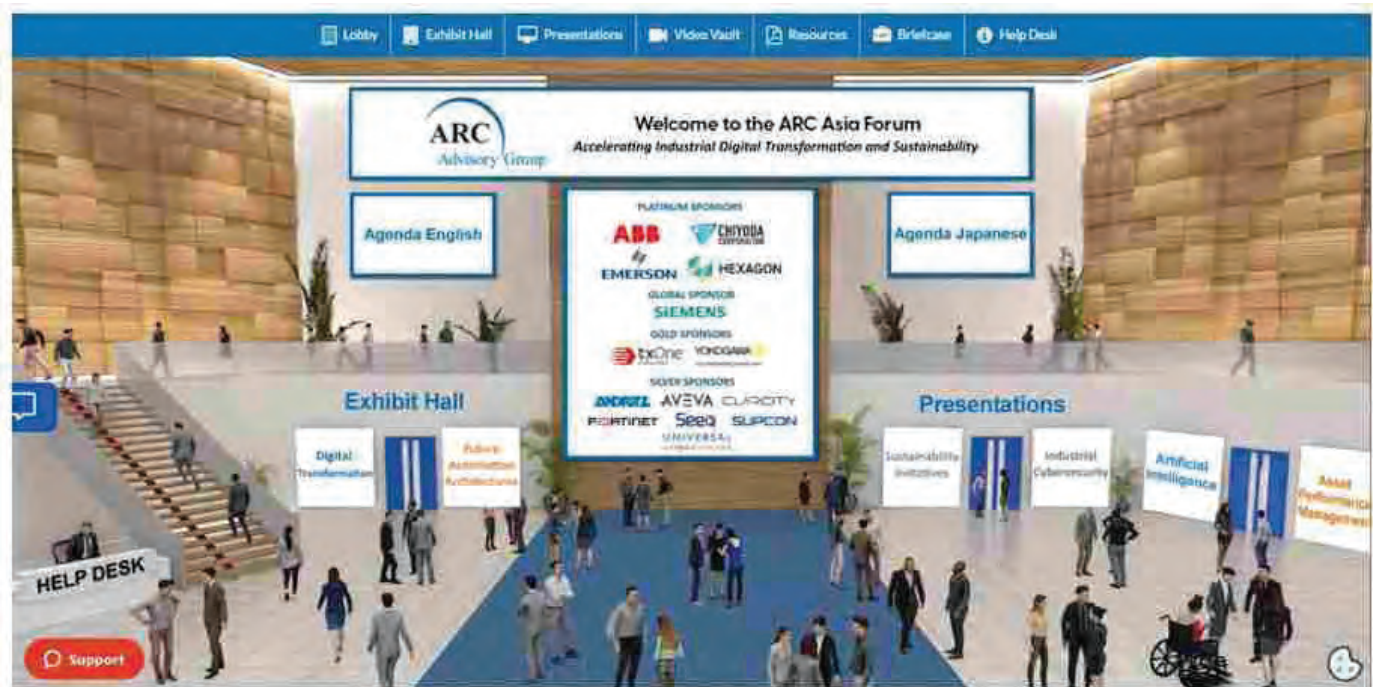 Lobby
Exhibit Hall
Presentations
Video Vault
Resources
Briefcase
Help Desk
ARC
Advisory Group
Welcome to the ARC Asia Forum
Accelerating Industrial Digital Transformation and Sustainability
Agenda English
Agenda Japanese
PLATINUM SPONSORS
ABB
CHIYODA
CORPORATION
EMERSON
HEXAGON
GLOBAL SPONSOR
SIEMENS
GOLD SPONSORS
txOne
YOKOGAWA
SILVER SPONSORS
ANDRITZ AVEVA
FORTINET Seeq SUPCON
UNIVERSAL
Exhibit Hall
Presentations
Digital
Transformation
Future
Automation
Architectures
Sustainability
Initiatives
Industrial
Cybersecurity
Artificial
Intelligence
Asset
Performance
Management
HELP DESK
Support